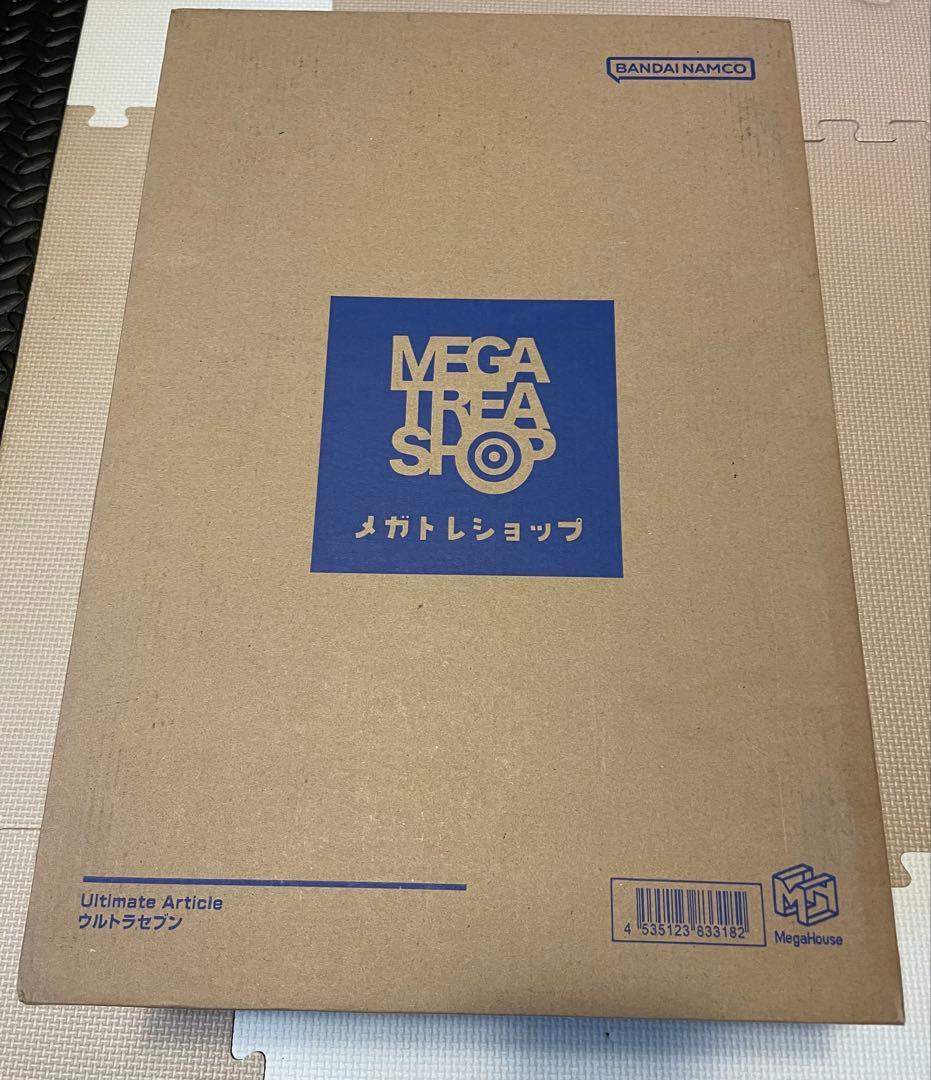 BANDAI NAMCO
MEGA
TREA
SHOP
メガトレショップ
Ultimate Article
ウルトラセブン
4 535123 833182
MegaHouse